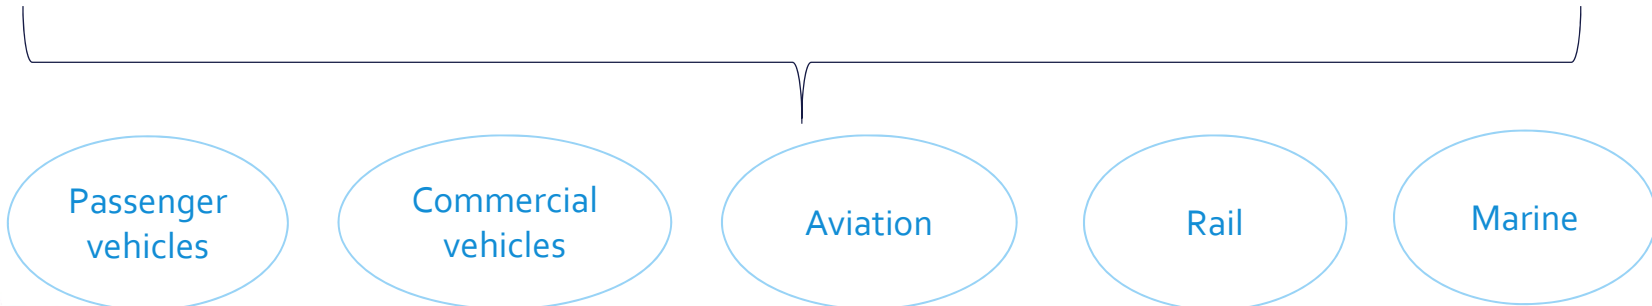 Passenger
vehicles
Commercial
vehicles
Aviation
Rail
Marine